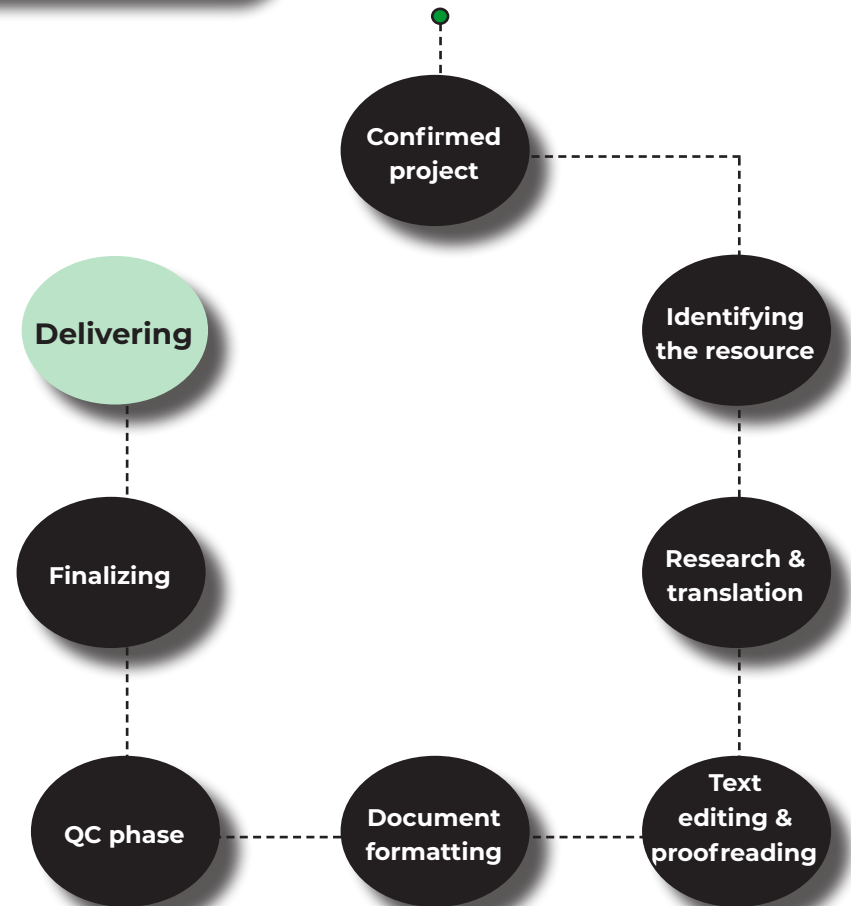 Confirmed
project
Identifying
the resource
Research &
translation
Text
editing &
proofreading
Document
formatting
QC phase
Finalizing
Delivering